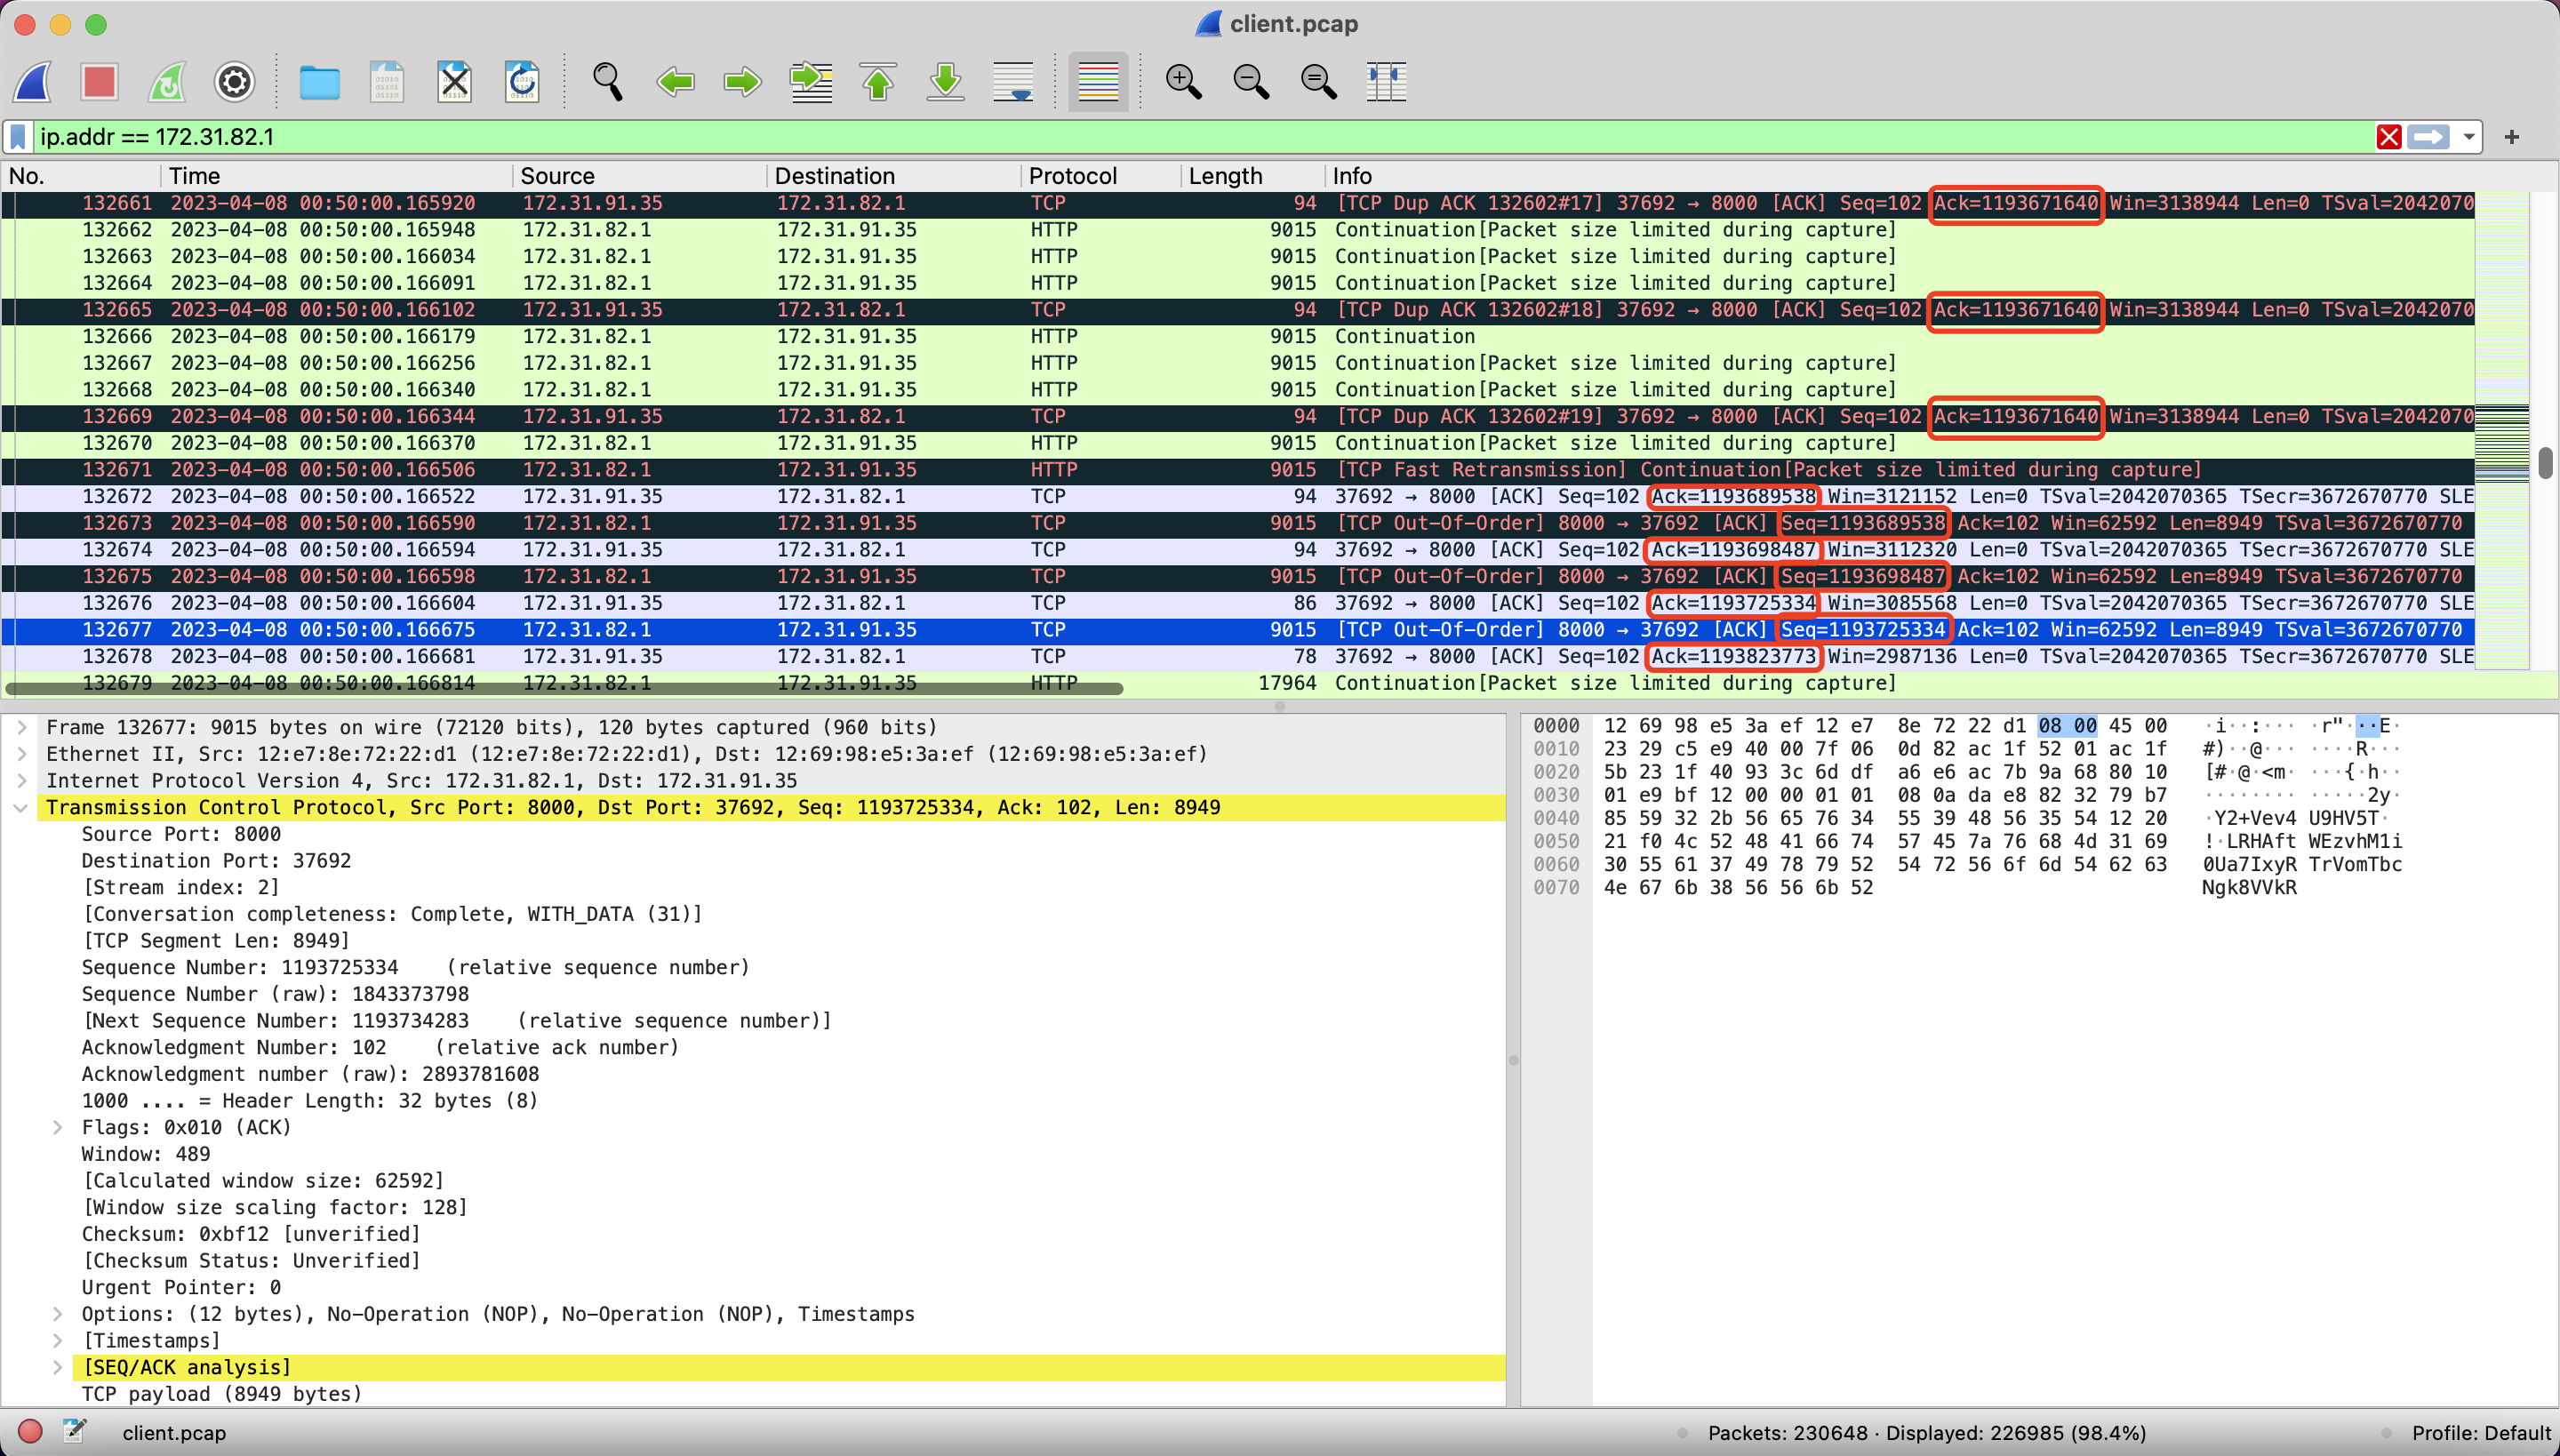 client.pcap
ip.addr == 172.31.82.1
No. Time Source Destination Protocol Length Info
132661 2023-04-08 00:50:00.165920 172.31.91.35 172.31.82.1 TCP 94 [TCP Dup ACK 132602#17] 37692 → 8000 [ACK] Seq=102 Ack=1193671640 Win=3138944 Len=0 TSval=2042070
132662 2023-04-08 00:50:00.165948 172.31.82.1 172.31.91.35 HTTP 9015 Continuation[Packet size limited during capture]
132663 2023-04-08 00:50:00.166034 172.31.82.1 172.31.91.35 HTTP 9015 Continuation[Packet size limited during capture]
132664 2023-04-08 00:50:00.166091 172.31.82.1 172.31.91.35 HTTP 9015 Continuation[Packet size limited during capture]
132665 2023-04-08 00:50:00.166102 172.31.91.35 172.31.82.1 TCP 94 [TCP Dup ACK 132602#18] 37692 → 8000 [ACK] Seq=102 Ack=1193671640 Win=3138944 Len=0 TSval=2042070
132666 2023-04-08 00:50:00.166179 172.31.82.1 172.31.91.35 HTTP 9015 Continuation
132667 2023-04-08 00:50:00.166256 172.31.82.1 172.31.91.35 HTTP 9015 Continuation[Packet size limited during capture]
132668 2023-04-08 00:50:00.166340 172.31.82.1 172.31.91.35 HTTP 9015 Continuation[Packet size limited during capture]
132669 2023-04-08 00:50:00.166344 172.31.91.35 172.31.82.1 TCP 94 [TCP Dup ACK 132602#19] 37692 → 8000 [ACK] Seq=102 Ack=1193671640 Win=3138944 Len=0 TSval=2042070
132670 2023-04-08 00:50:00.166370 172.31.82.1 172.31.91.35 HTTP 9015 Continuation[Packet size limited during capture]
132671 2023-04-08 00:50:00.166506 172.31.82.1 172.31.91.35 HTTP 9015 [TCP Fast Retransmission] Continuation[Packet size limited during capture]
132672 2023-04-08 00:50:00.166522 172.31.91.35 172.31.82.1 TCP 94 37692 → 8000 [ACK] Seq=102 Ack=1193689538 Win=3121152 Len=0 TSval=2042070365 TSecr=3672670770 SLE
132673 2023-04-08 00:50:00.166590 172.31.82.1 172.31.91.35 TCP 9015 [TCP Out-Of-Order] 8000 → 37692 [ACK] Seq=1193689538 Ack=102 Win=62592 Len=8949 TSval=3672670770
132674 2023-04-08 00:50:00.166594 172.31.91.35 172.31.82.1 TCP 94 37692 → 8000 [ACK] Seq=102 Ack=1193698487 Win=3112320 Len=0 TSval=2042070365 TSecr=3672670770 SLE
132675 2023-04-08 00:50:00.166598 172.31.82.1 172.31.91.35 TCP 9015 [TCP Out-Of-Order] 8000 → 37692 [ACK] Seq=1193698487 Ack=102 Win=62592 Len=8949 TSval=3672670770
132676 2023-04-08 00:50:00.166604 172.31.91.35 172.31.82.1 TCP 86 37692 → 8000 [ACK] Seq=102 Ack=1193725334 Win=3085568 Len=0 TSval=2042070365 TSecr=3672670770 SLE
132677 2023-04-08 00:50:00.166675 172.31.82.1 172.31.91.35 TCP 9015 [TCP Out-Of-Order] 8000 → 37692 [ACK] Seq=1193725334 Ack=102 Win=62592 Len=8949 TSval=3672670770
132678 2023-04-08 00:50:00.166681 172.31.91.35 172.31.82.1 TCP 78 37692 → 8000 [ACK] Seq=102 Ack=1193823773 Win=2987136 Len=0 TSval=2042070365 TSecr=3672670770 SLE
132679 2023-04-08 00:50:00.166814 172.31.82.1 172.31.91.35 HTTP 17964 Continuation[Packet size limited during capture]
Frame 132677: 9015 bytes on wire (72120 bits), 120 bytes captured (960 bits)
Ethernet II, Src: 12:e7:8e:72:22:d1 (12:e7:8e:72:22:d1), Dst: 12:69:98:e5:3a:ef (12:69:98:e5:3a:ef)
Internet Protocol Version 4, Src: 172.31.82.1, Dst: 172.31.91.35
Transmission Control Protocol, Src Port: 8000, Dst Port: 37692, Seq: 1193725334, Ack: 102, Len: 8949
Source Port: 8000
Destination Port: 37692
[Stream index: 2]
[Conversation completeness: Complete, WITH_DATA (31)]
[TCP Segment Len: 8949]
Sequence Number: 1193725334 (relative sequence number)
Sequence Number (raw): 1843373798
[Next Sequence Number: 1193734283 (relative sequence number)]
Acknowledgment Number: 102 (relative ack number)
Acknowledgment number (raw): 2893781608
1000 .... = Header Length: 32 bytes (8)
Flags: 0x010 (ACK)
Window: 489
[Calculated window size: 62592]
[Window size scaling factor: 128]
Checksum: 0xbf12 [unverified]
[Checksum Status: Unverified]
Urgent Pointer: 0
Options: (12 bytes), No-Operation (NOP), No-Operation (NOP), Timestamps
[Timestamps]
[SEQ/ACK analysis]
TCP payload (8949 bytes)
0000 12 69 98 e5 3a ef 12 e7 8e 72 22 d1 08 00 45 00 ·i··:··· ·r"···E·
0010 23 29 c5 e9 40 00 7f 06 0d 82 ac 1f 52 01 ac 1f #)··@··· ····R···
0020 5b 23 1f 40 93 3c 6d df a6 e6 ac 7b 9a 68 80 10 [#·@·<m· ···{·h··
0030 01 e9 bf 12 00 00 01 01 08 0a da e8 82 32 79 b7 ········ ·····2y·
0040 85 59 32 2b 56 65 76 34 55 39 48 56 35 54 12 20 ·Y2+Vev4 U9HV5T·
0050 21 f0 4c 52 48 41 66 74 57 45 7a 76 68 4d 31 69 !·LRHAft WEzvhM1i
0060 30 55 61 37 49 78 79 52 54 72 56 6f 6d 54 62 63 0Ua7IxyR TrVomTbc
0070 4e 67 6b 38 56 56 6b 52 Ngk8VVkR
client.pcap
Packets: 230648 · Displayed: 226985 (98.4%)
Profile: Default